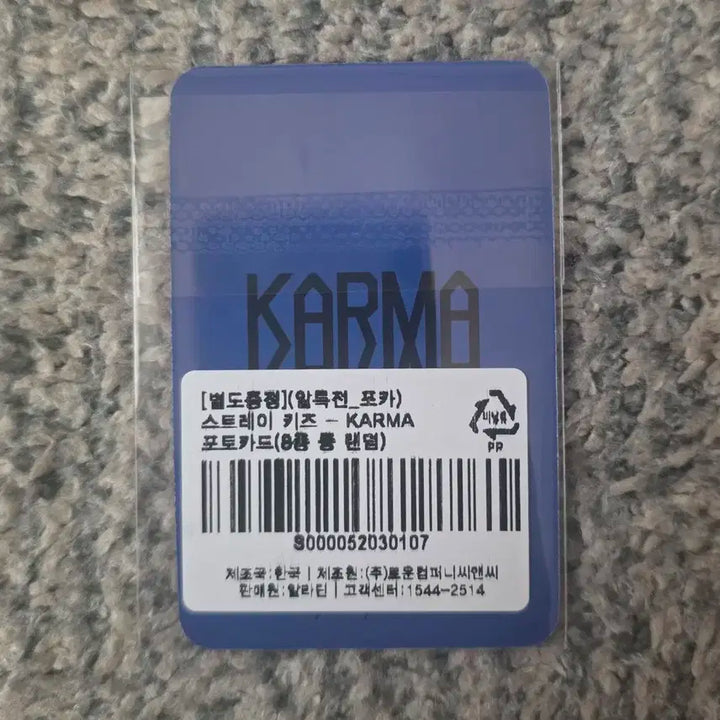 KARMA
[별도증정](알특전_포카)
스트레이 키즈 - KARMA
포토카드(8종 중 랜덤)
비닐류
PP
S000052030107
제조국:한국 | 제조원:(주)로운컴퍼니씨앤씨
판매원:알라딘 | 고객센터:1544-2514